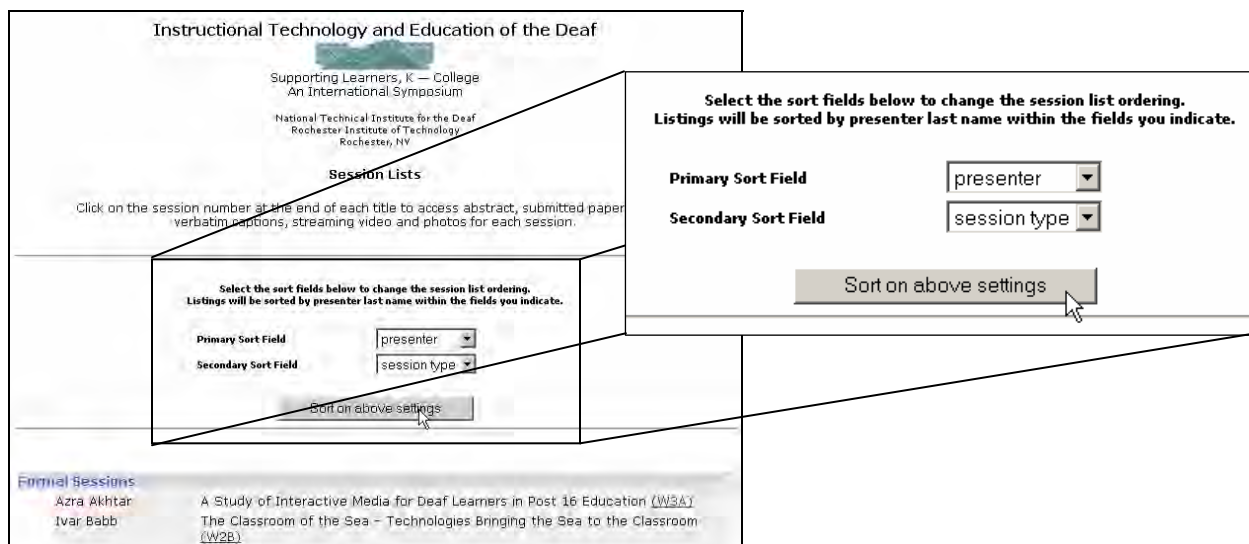 Instructional Technology and Education of the Deaf
Supporting Learners, K — College
An International Symposium
National Technical Institute for the Deaf
Rochester Institute of Technology
Rochester, NY
Session Lists
Click on the session number at the end of each title to access abstract, submitted paper
verbatim captions, streaming video and photos for each session.
Select the sort fields below to change the session list ordering.
Listings will be sorted by presenter last name within the fields you indicate.
Primary Sort Field presenter
Secondary Sort Field session type
Sort on above settings
Formal Sessions
Azra Akhtar A Study of Interactive Media for Deaf Learners in Post 16 Education (W3A)
Ivar Babb The Classroom of the Sea – Technologies Bringing the Sea to the Classroom
(W2B)
Select the sort fields below to change the session list ordering.
Listings will be sorted by presenter last name within the fields you indicate.
Primary Sort Field presenter
Secondary Sort Field session type
Sort on above settings